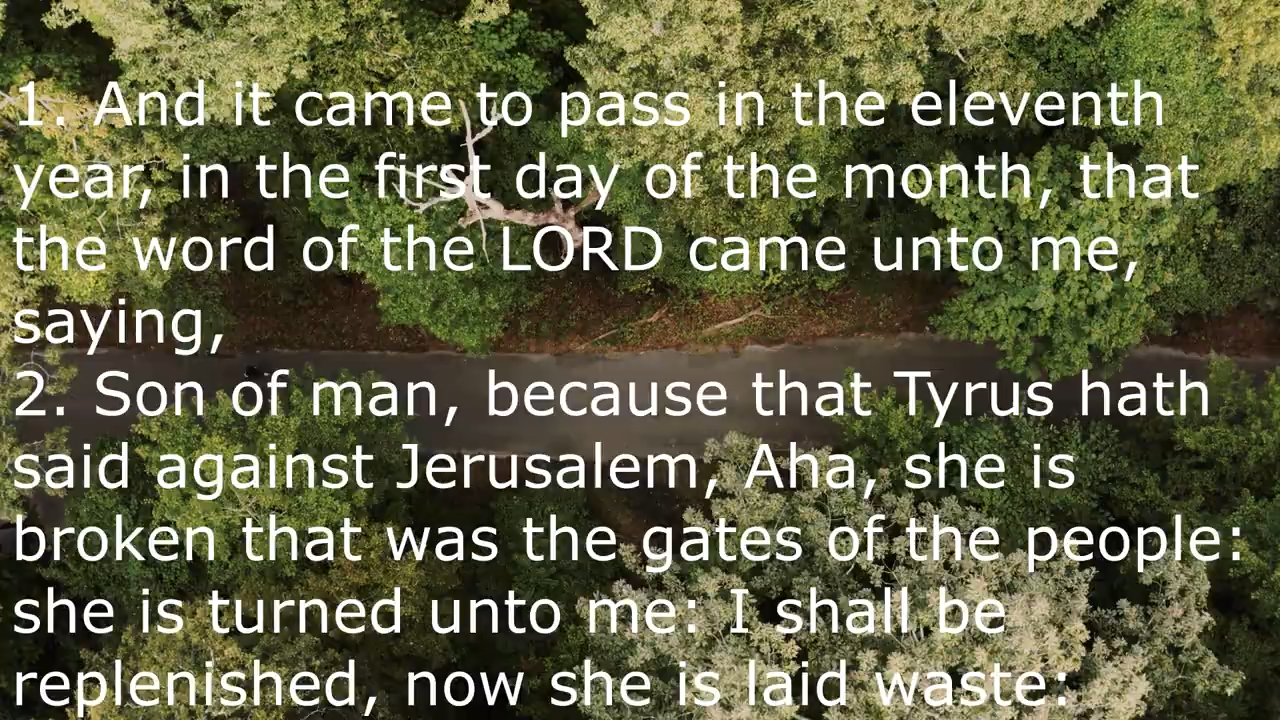 1. And it came to pass in the eleventh
year, in the first day of the month, that
the word of the LORD came unto me,
saying,
2. Son of man, because that Tyrus hath
said against Jerusalem, Aha, she is
broken that was the gates of the people:
she is turned unto me: I shall be
replenished, now she is laid waste: